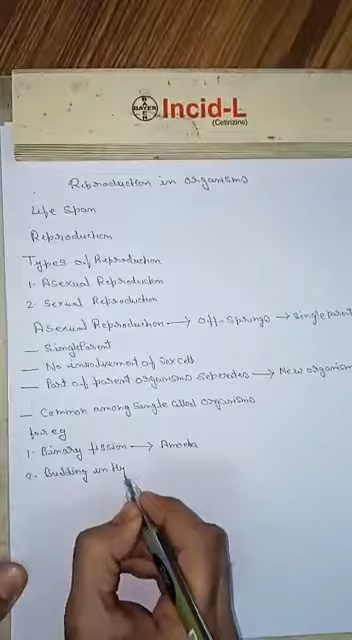 BAYER
BAYER
Incid-L
(Cetirizine)
Reproduction in organisms
Life Span
Reproduction
Types of Reproduction
1- Asexual Reproduction
2- Sexual Reproduction
Asexual Reproduction → Off-Springs → single parent
— Single Parent
— No involvement of sex cell
— Part of parent organisms seperates → New organism
— Common among single celled organisms
for eg
1- Binary fission → Amoeba
2- Budding in Hy